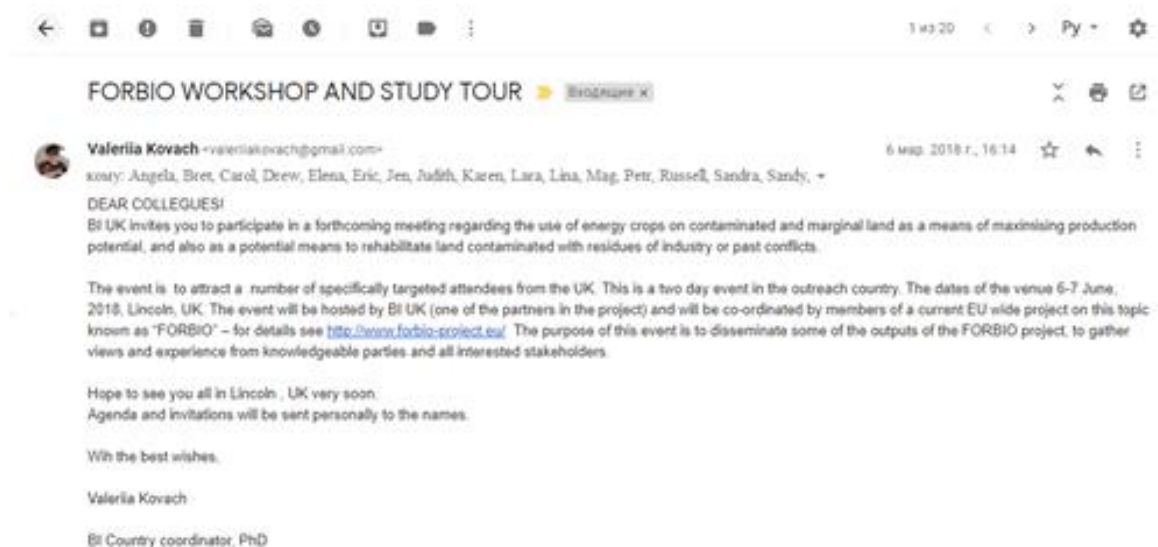 1 из 20 Ру
FORBIO WORKSHOP AND STUDY TOUR Входящие x
Valeriia Kovach <valeriiakovach@gmail.com> 6 мар. 2018 г., 16:14
кому: Angela, Bret, Carol, Drew, Elena, Eric, Jen, Judith, Karen, Lara, Lina, Mag, Petr, Russell, Sandra, Sandy,
DEAR COLLEGUES!
BI UK invites you to participate in a forthcoming meeting regarding the use of energy crops on contaminated and marginal land as a means of maximising production
potential, and also as a potential means to rehabilitate land contaminated with residues of industry or past conflicts.
The event is to attract a number of specifically targeted attendees from the UK. This is a two day event in the outreach country. The dates of the venue 6-7 June,
2018, Lincoln, UK. The event will be hosted by BI UK (one of the partners in the project) and will be co-ordinated by members of a current EU wide project on this topic
known as “FORBIO” – for details see http://www.forbio-project.eu/ The purpose of this event is to disseminate some of the outputs of the FORBIO project, to gather
views and experience from knowledgeable parties and all interested stakeholders.
Hope to see you all in Lincoln , UK very soon.
Agenda and invitations will be sent personally to the names.
Wih the best wishes,
Valeriia Kovach
BI Country coordinator, PhD